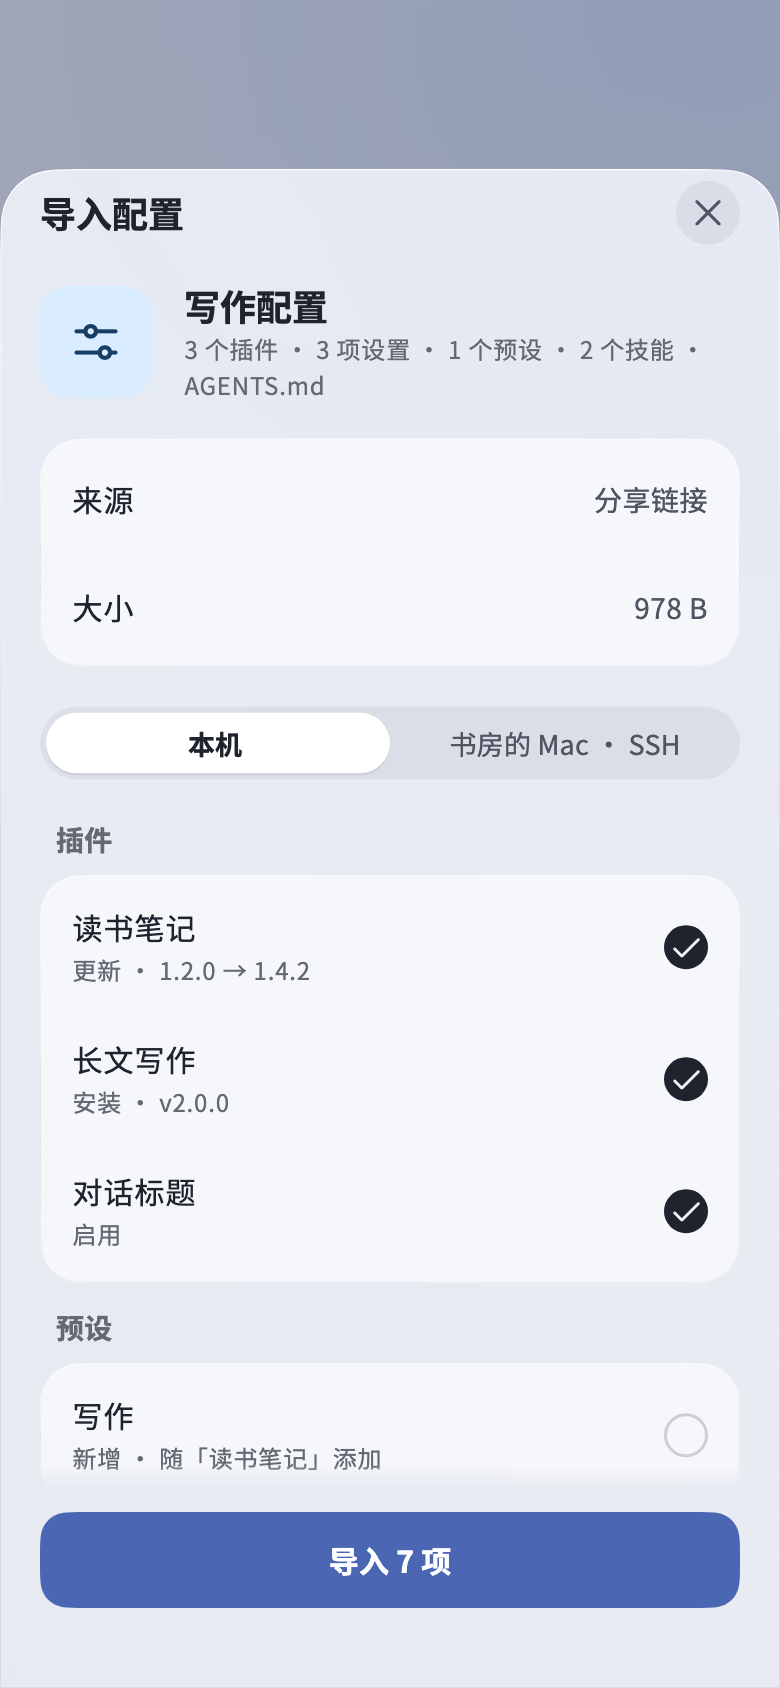 导入配置
写作配置
3 个插件 • 3 项设置 • 1 个预设 • 2 个技能 •
AGENTS.md
来源 分享链接
大小 978 B
本机 书房的 Mac • SSH
插件
读书笔记
更新 • 1.2.0 → 1.4.2
长文写作
安装 • v2.0.0
对话标题
启用
预设
写作
新增 • 随「读书笔记」添加
导入 7 项